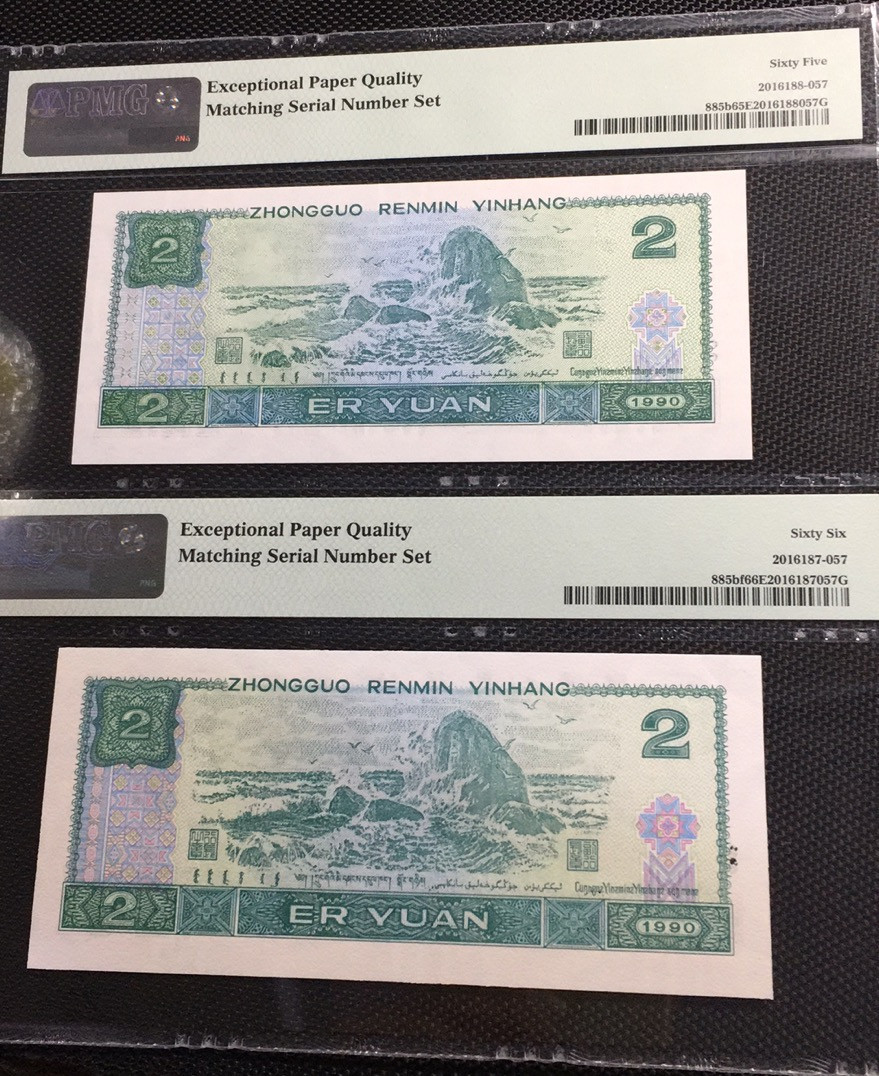 PMG
Exceptional Paper Quality
Matching Serial Number Set
Sixty Five
2016188-057
885b65E2016188057G
ZHONGGUO RENMIN YINHANG
2
2
2
ER YUAN
1990
PMG
Exceptional Paper Quality
Matching Serial Number Set
Sixty Six
2016187-057
885bf66E2016187057G
ZHONGGUO RENMIN YINHANG
2
2
2
ER YUAN
1990